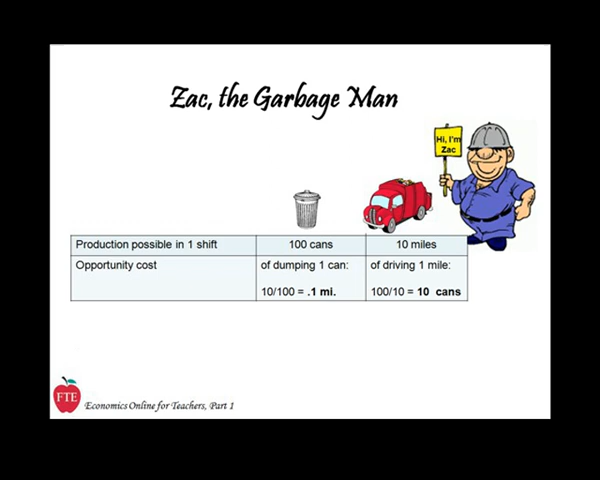 Zac, the Garbage Man
Hi, I'm
Zac
Production possible in 1 shift 100 cans 10 miles
Opportunity cost of dumping 1 can: of driving 1 mile:
10/100 = .1 mi. 100/10 = 10 cans
FTE
Economics Online for Teachers, Part 1